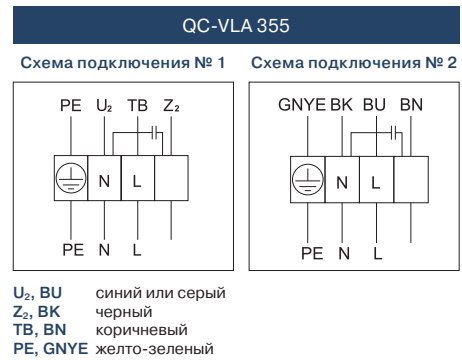 QC-VLA 355
Схема подключения № 1 Схема подключения № 2
PE U₂ TB Z₂ GNYE BK BU BN
N L N L
PE N L PE N L
U₂, BU синий или серый
Z₂, BK черный
TB, BN коричневый
PE, GNYE желто-зеленый